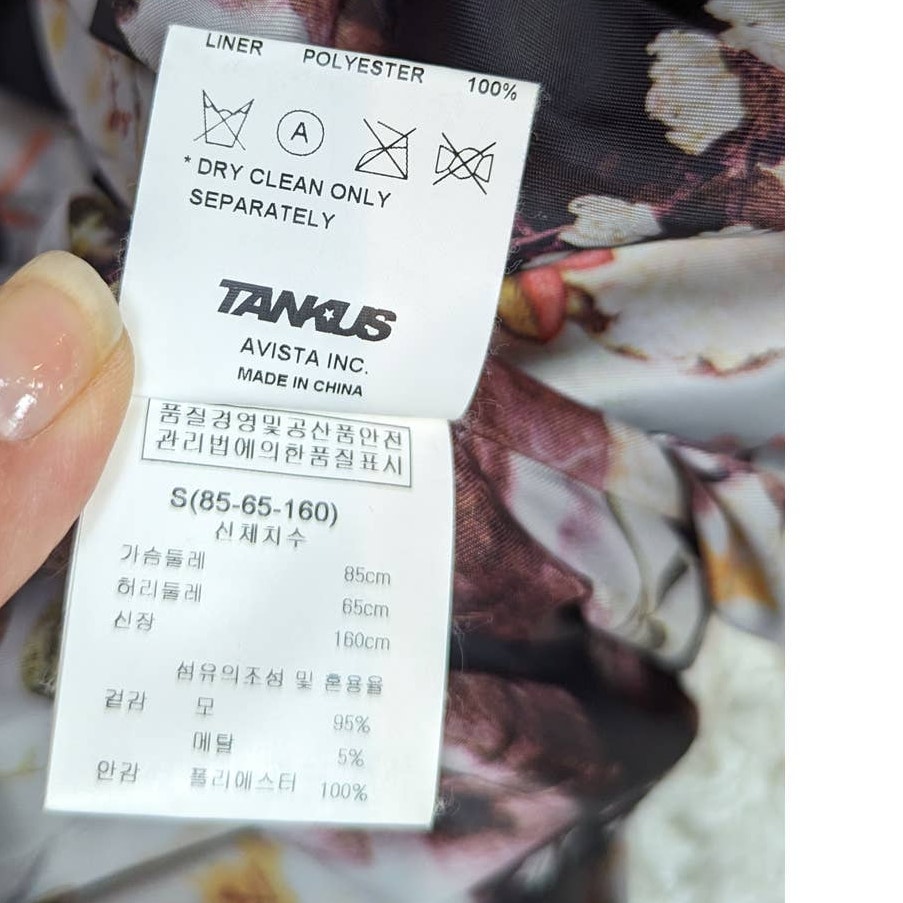 LINER POLYESTER 100%
A
* DRY CLEAN ONLY
SEPARATELY
TANKUS
AVISTA INC.
MADE IN CHINA
품질경영및공산품안전
관리법에의한품질표시
S(85-65-160)
신체치수
가슴둘레 85cm
허리둘레 65cm
신장 160cm
섬유의조성 및 혼용율
겉감 모 95%
메탈 5%
안감 폴리에스터 100%